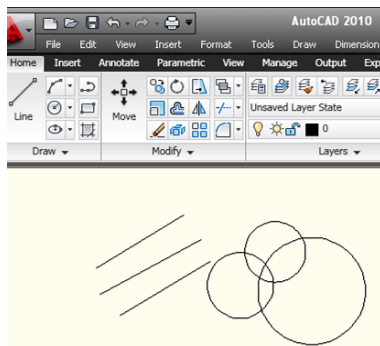 AutoCAD 2010
File Edit View Insert Format Tools Draw Dimension
Home Insert Annotate Parametric View Manage Output Exp
Line Move Unsaved Layer State
0
Draw Modify Layers